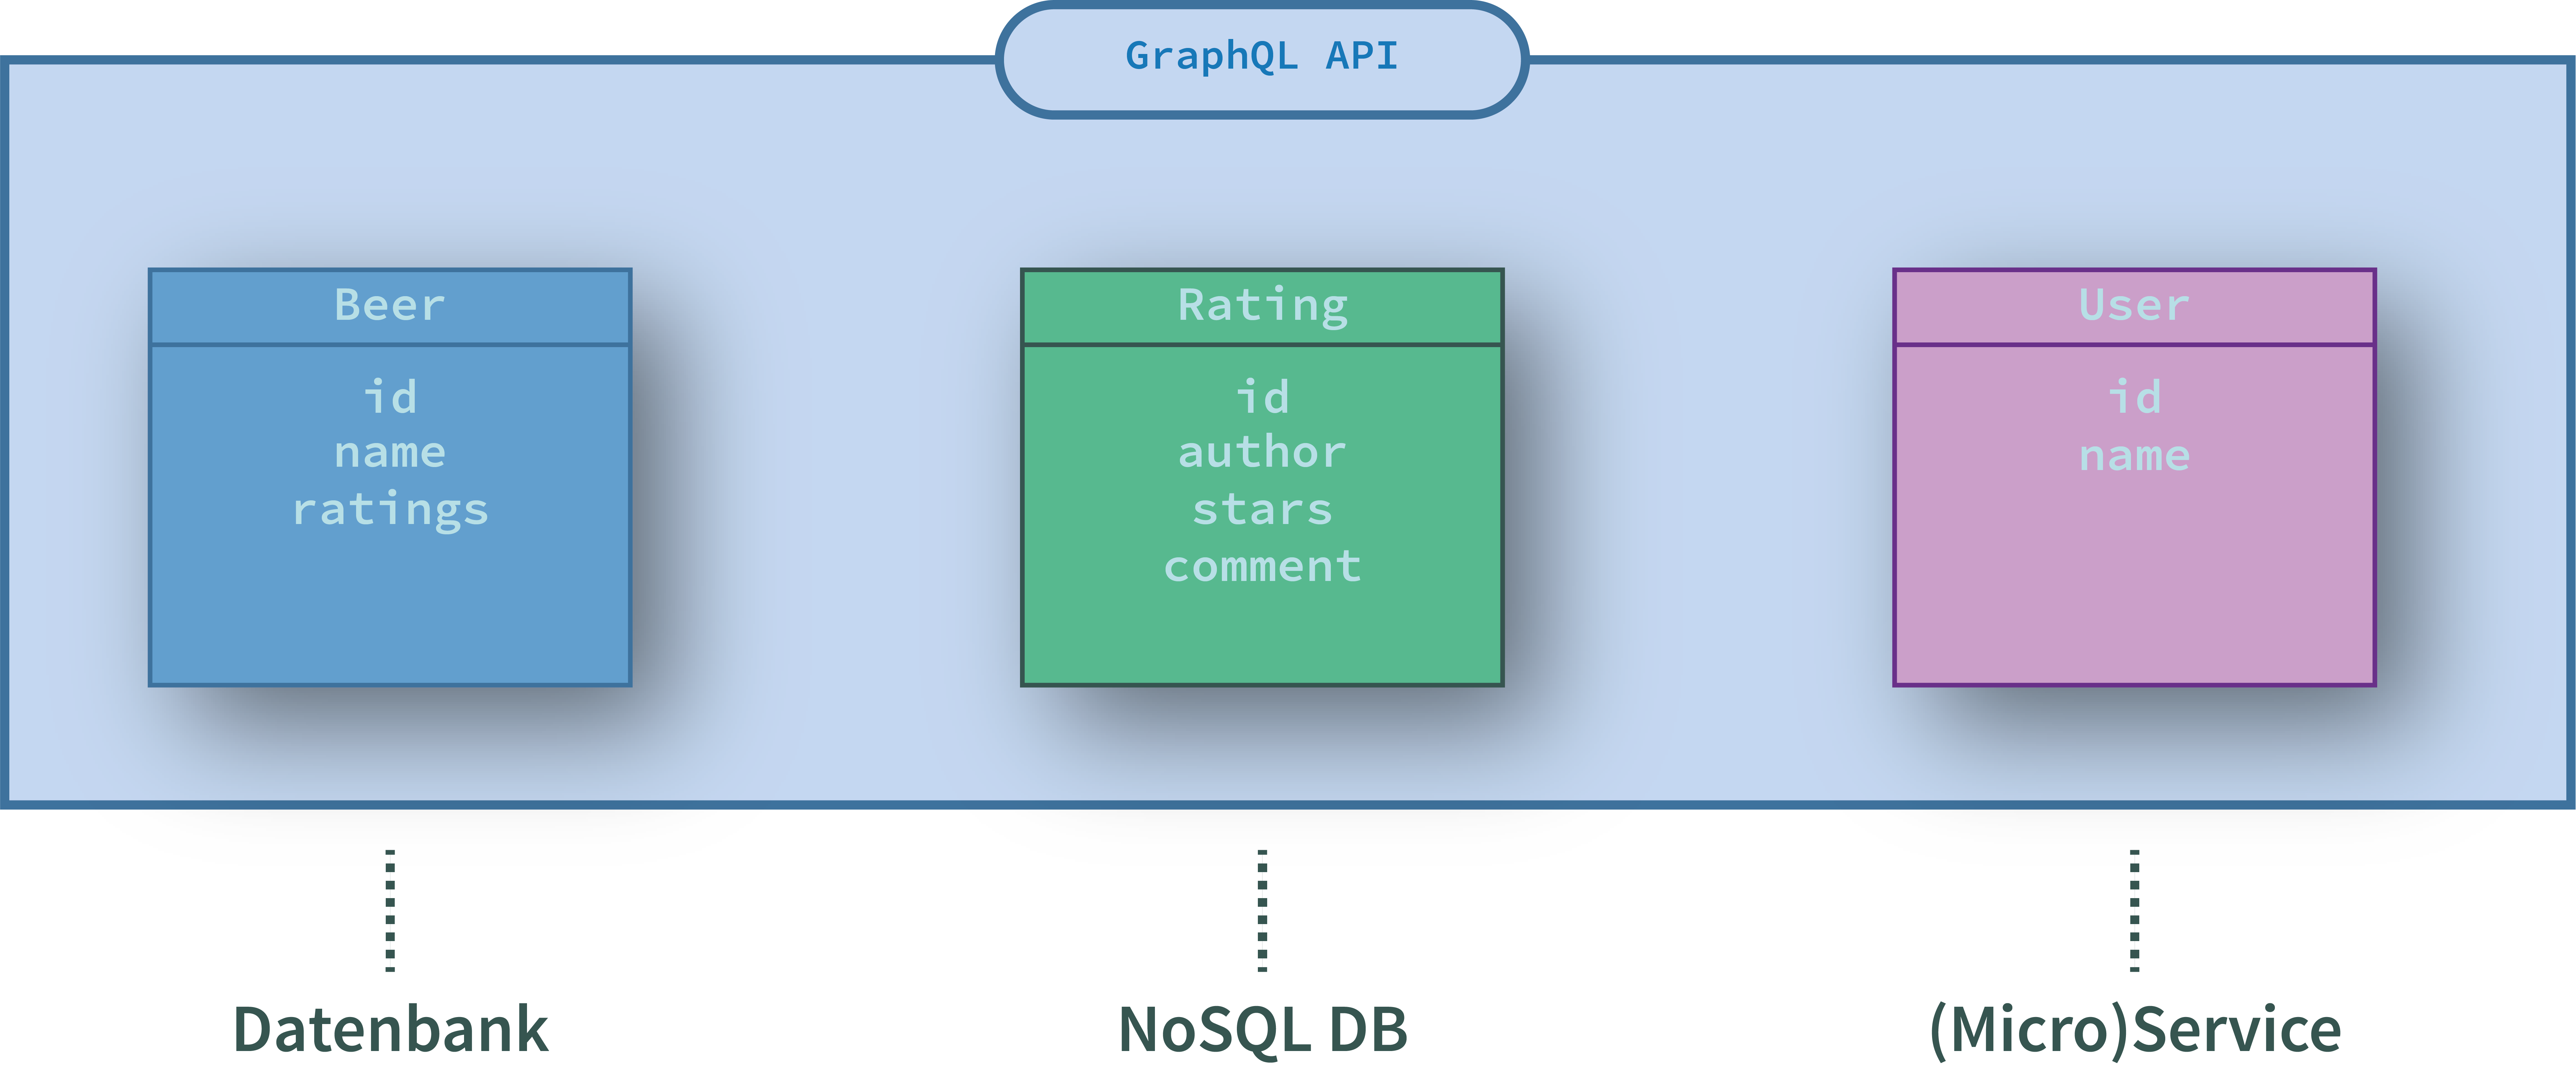 GraphQL API
Beer
id
name
ratings
Rating
id
author
stars
comment
User
id
name
Datenbank
NoSQL DB
(Micro)Service